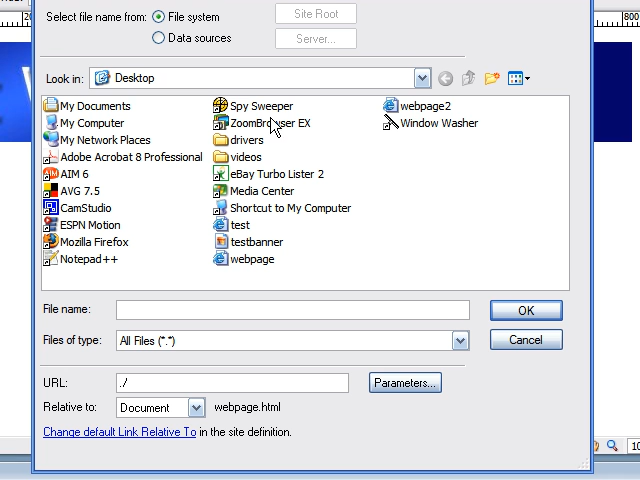 800
Select file name from: File system Site Root
Data sources Server...
Look in: Desktop
My Documents
My Computer
My Network Places
Adobe Acrobat 8 Professional
AIM 6
AVG 7.5
CamStudio
ESPN Motion
Mozilla Firefox
Notepad++
Spy Sweeper
ZoomBrowser EX
drivers
videos
eBay Turbo Lister 2
Media Center
Shortcut to My Computer
test
testbanner
webpage
webpage2
Window Washer
File name: OK
Files of type: All Files (*.*) Cancel
URL: ./ Parameters...
Relative to: Document webpage.html
Change default Link Relative To in the site definition.